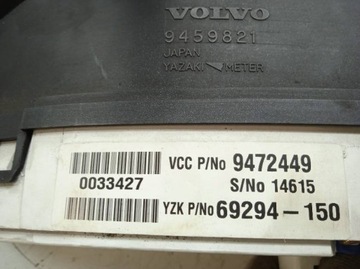 VOLVO
9459821
JAPAN
YAZAKI METER
VCC P/No 9472449
0033427 S/No 14615
YZK P/No 69294-150